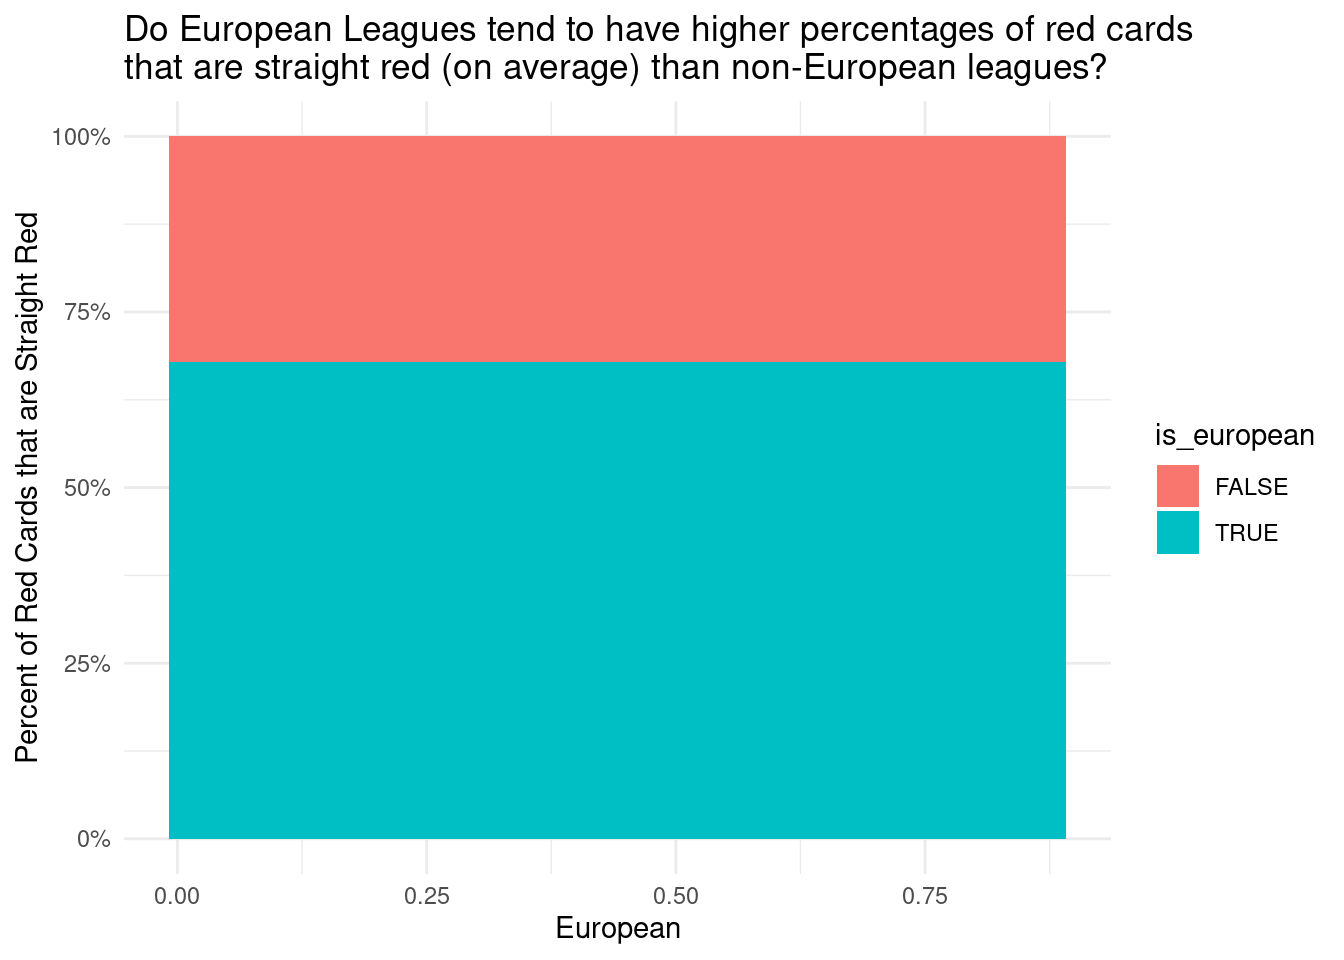 Do European Leagues tend to have higher percentages of red cards
that are straight red (on average) than non-European leagues?
Percent of Red Cards that are Straight Red
100%
75%
50%
25%
0%
0.00
0.25
0.50
0.75
European
is_european
FALSE
TRUE